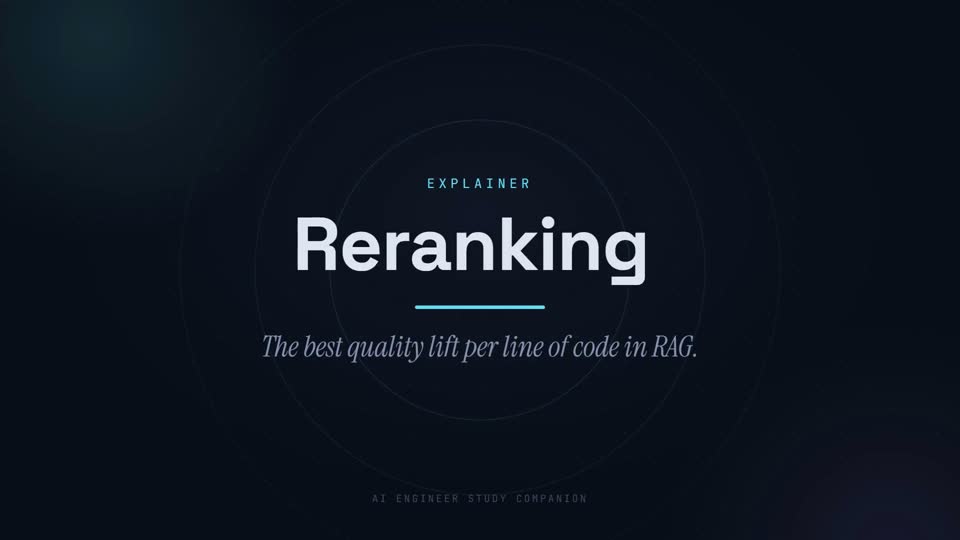 EXPLAINER
Reranking
The best quality lift per line of code in RAG.
AI ENGINEER STUDY COMPANION